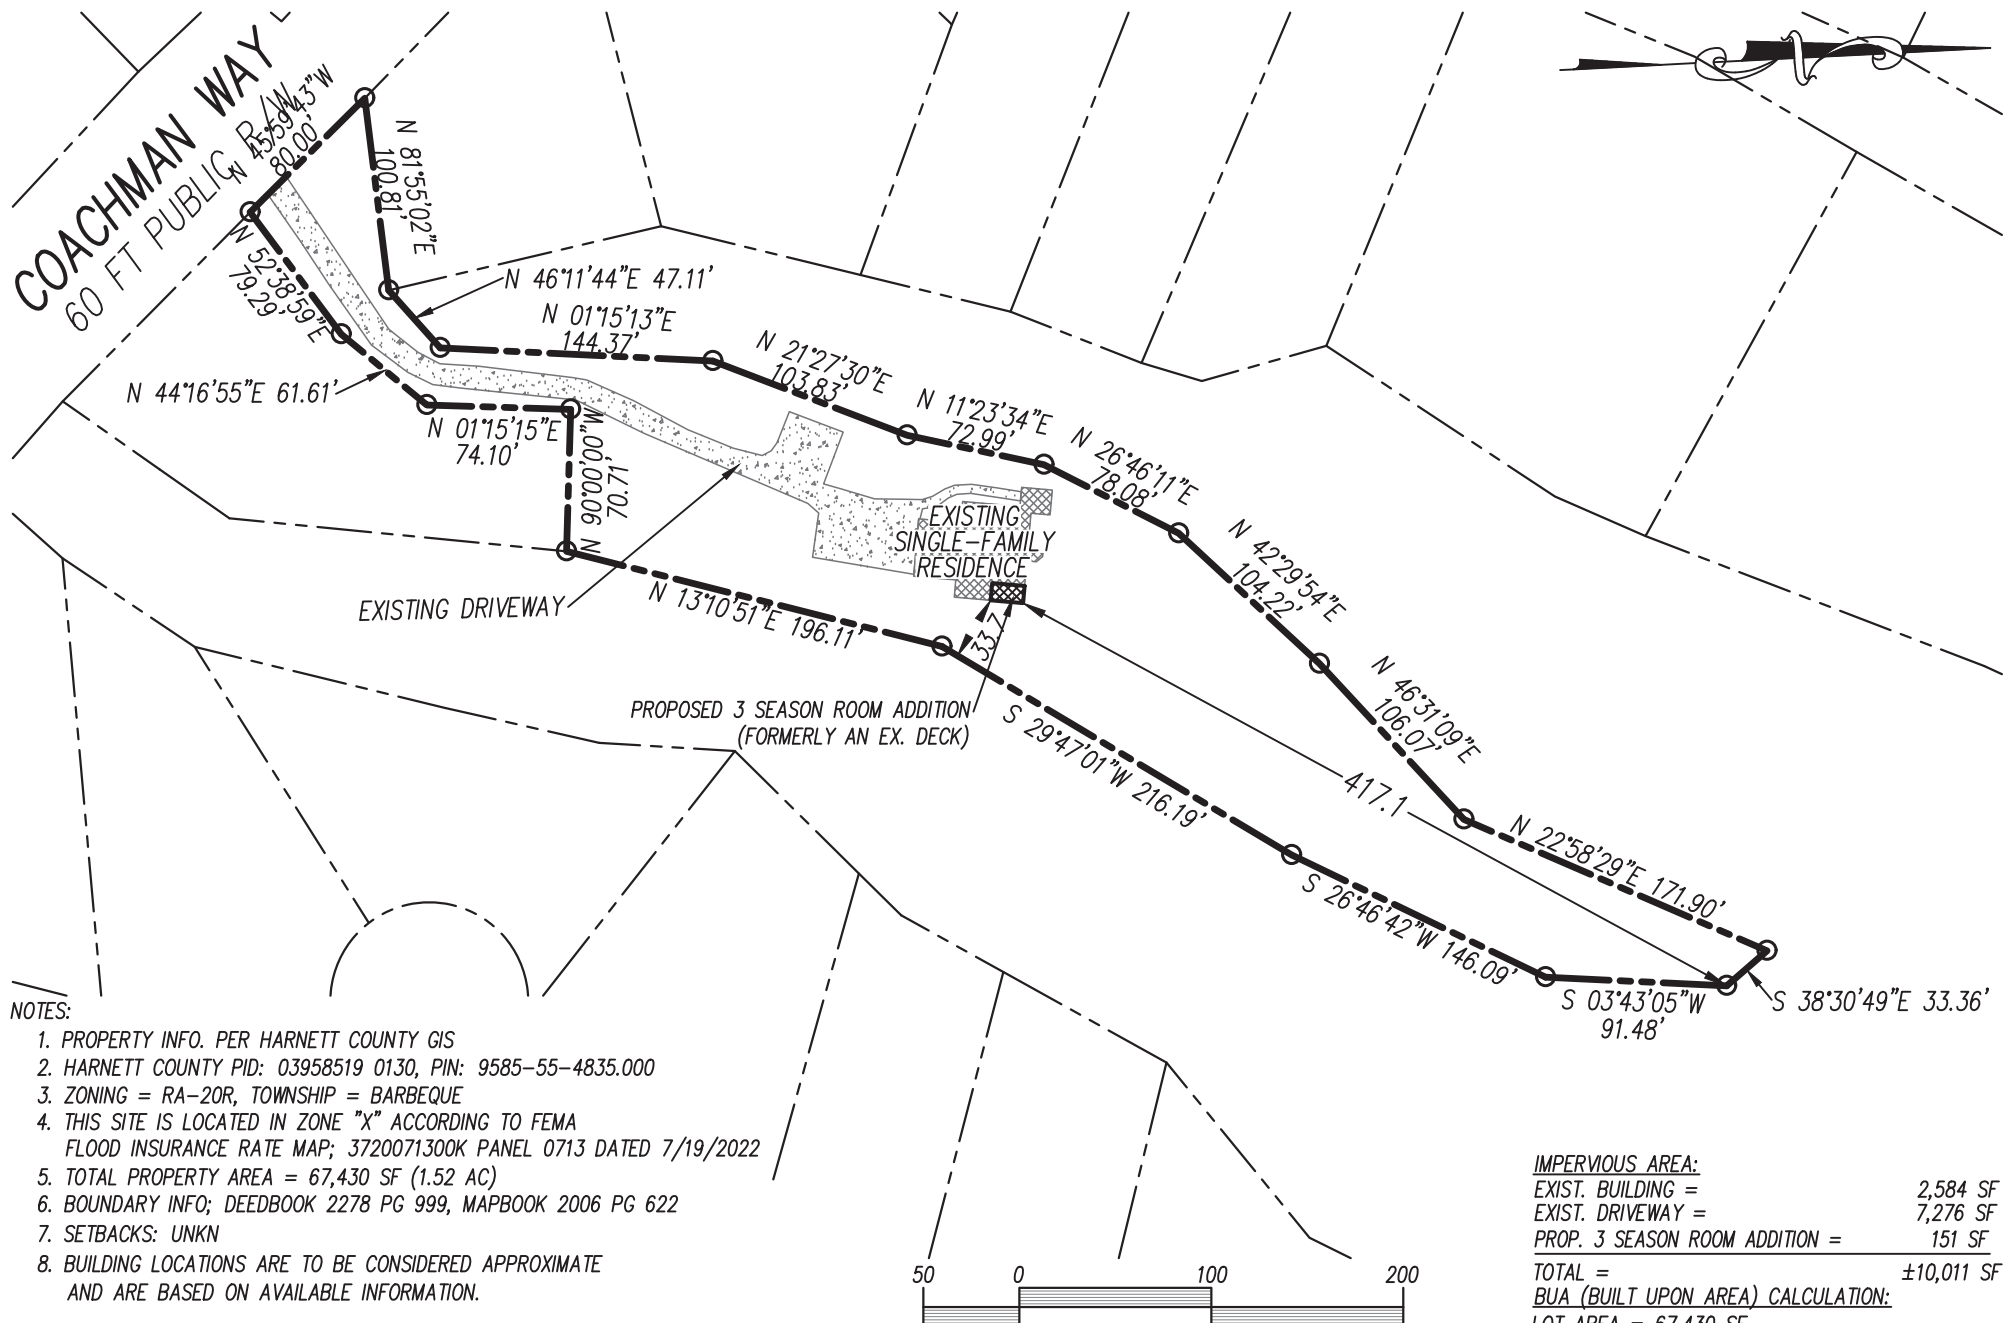 COACHMAN WAY
60 FT PUBLIC R/W
N 45°59'43"W
80.00'
N 81°55'02"E
100.81'
N 52°38'59"E
79.29'
N 46°11'44"E 47.11'
N 01°15'13"E
144.37'
N 21°27'30"E
103.83'
N 11°23'34"E
72.99'
N 26°46'11"E
78.08'
N 44°16'55"E 61.61'
N 01°15'15"E
74.10'
N 90°00'00"W
70.71'
N 42°29'54"E
104.22'
EXISTING
SINGLE-FAMILY
RESIDENCE
EXISTING DRIVEWAY
N 13°10'51"E 196.11'
33.7
N 46°31'09"E
106.07'
PROPOSED 3 SEASON ROOM ADDITION
(FORMERLY AN EX. DECK)
S 29°47'01"W 216.19'
417.1
N 22°58'29"E 171.90'
S 26°46'42"W 146.09'
S 03°43'05"W
91.48'
S 38°30'49"E 33.36'
NOTES:
1. PROPERTY INFO. PER HARNETT COUNTY GIS
2. HARNETT COUNTY PID: 03958519 0130, PIN: 9585-55-4835.000
3. ZONING = RA-20R, TOWNSHIP = BARBEQUE
4. THIS SITE IS LOCATED IN ZONE "X" ACCORDING TO FEMA
FLOOD INSURANCE RATE MAP; 3720071300K PANEL 0713 DATED 7/19/2022
5. TOTAL PROPERTY AREA = 67,430 SF (1.52 AC)
6. BOUNDARY INFO; DEEDBOOK 2278 PG 999, MAPBOOK 2006 PG 622
7. SETBACKS: UNKN
8. BUILDING LOCATIONS ARE TO BE CONSIDERED APPROXIMATE
AND ARE BASED ON AVAILABLE INFORMATION.
50 0 100 200
IMPERVIOUS AREA:
EXIST. BUILDING = 2,584 SF
EXIST. DRIVEWAY = 7,276 SF
PROP. 3 SEASON ROOM ADDITION = 151 SF
TOTAL = ±10,011 SF
BUA (BUILT UPON AREA) CALCULATION:
LOT AREA = 67,430 SF